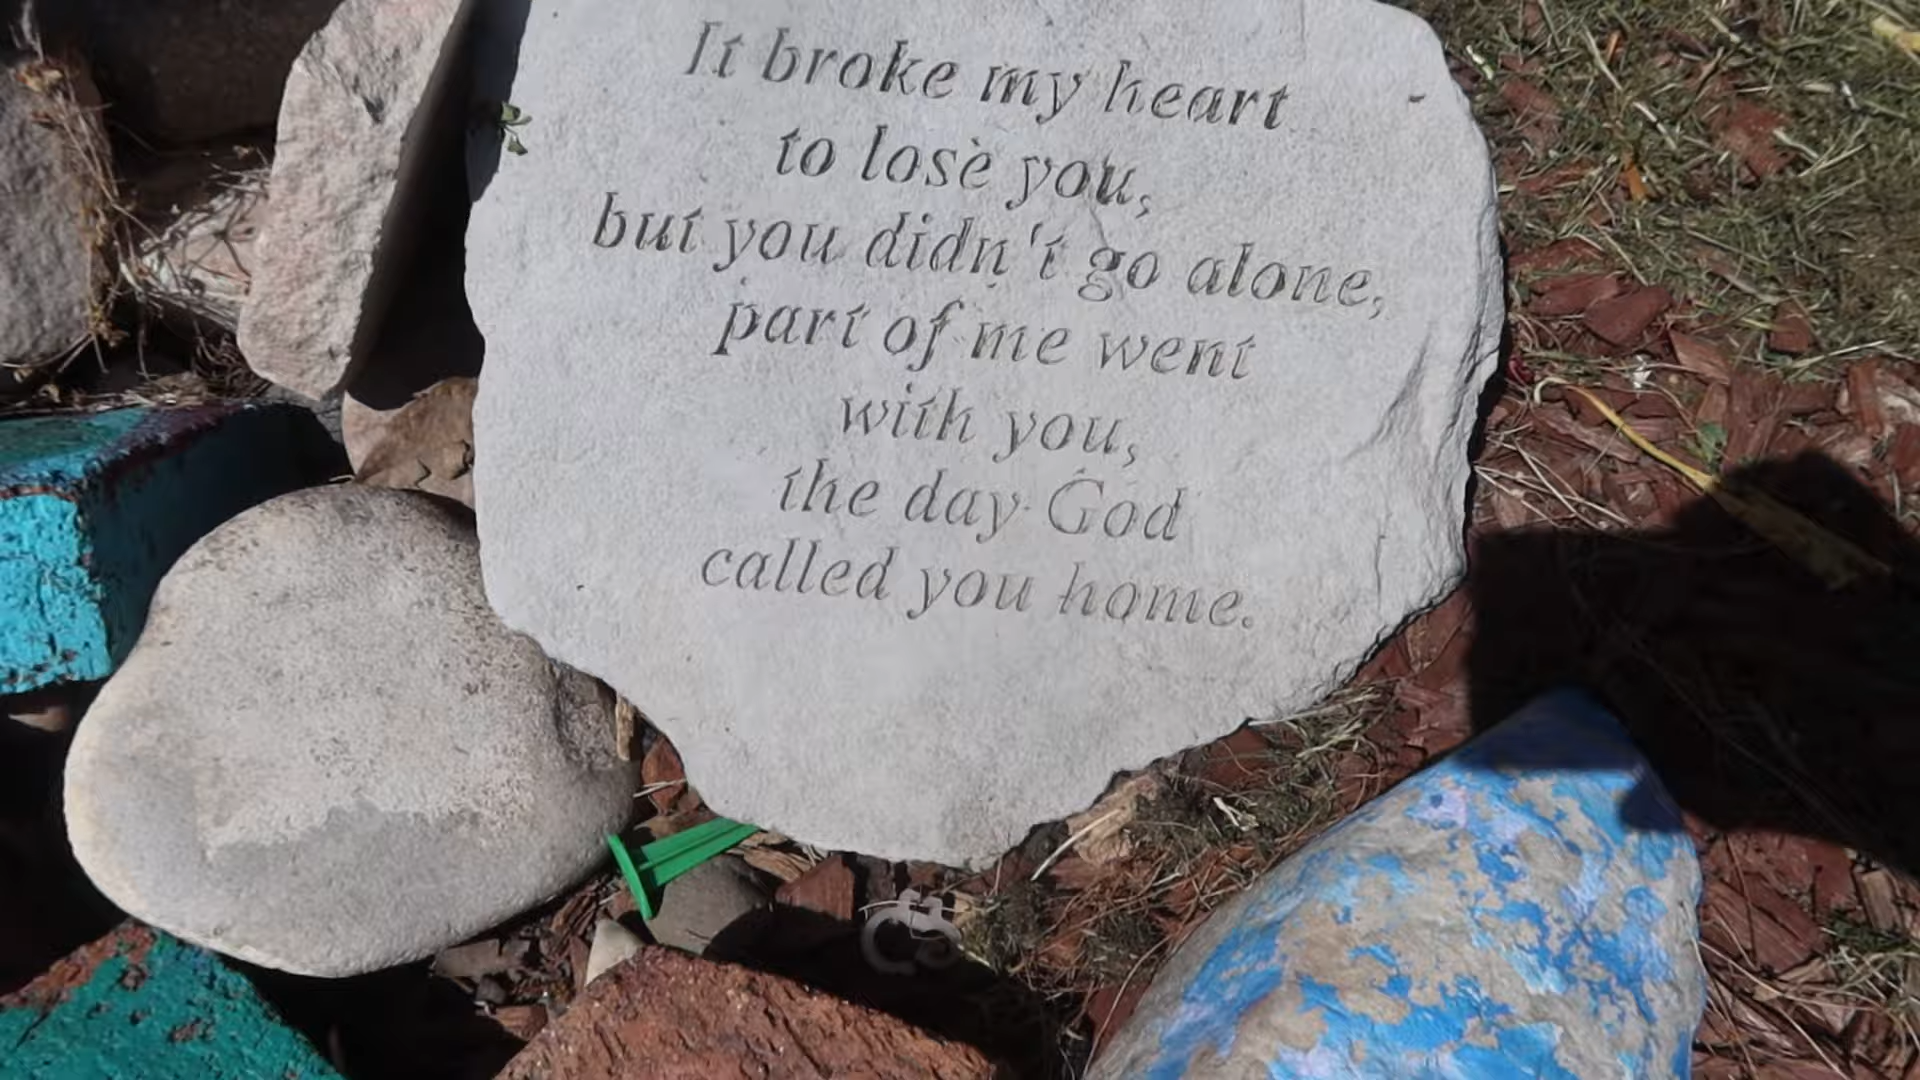 It broke my heart
to lose you,
but you didn't go alone,
part of me went
with you,
the day God
called you home.